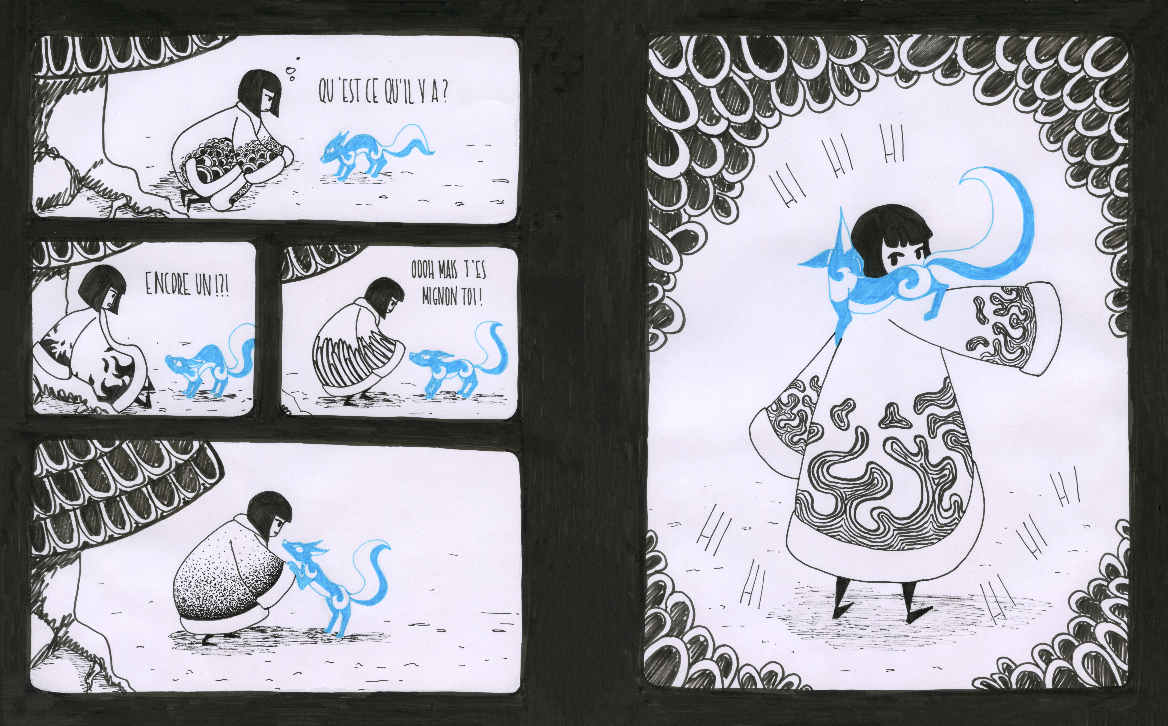 QU'EST CE QU'IL Y A?
ENCORE UN !?!
OOOH MAIS T'ES
MIGNON TOI!
HI HI HI
HI
HI
HI
HI
HI